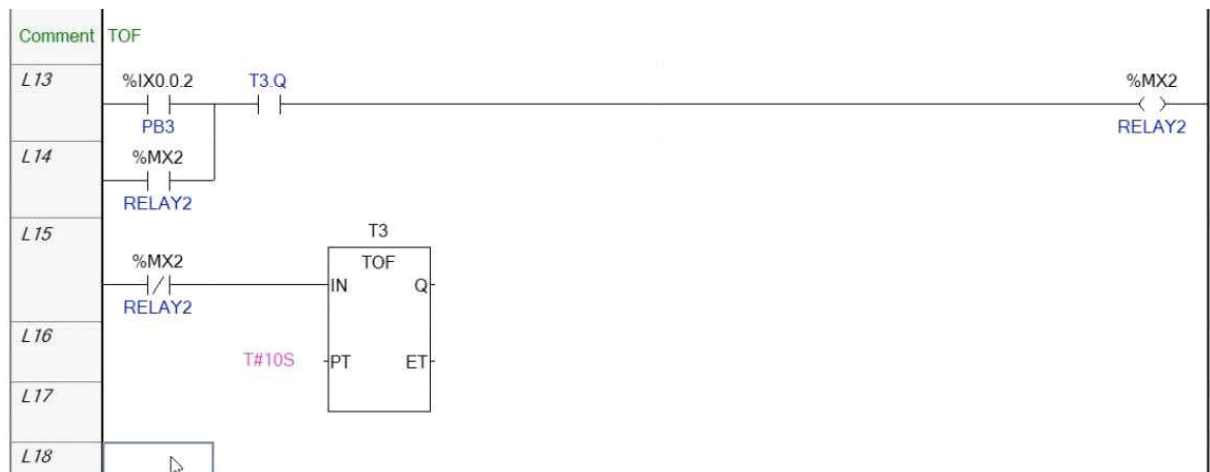 Comment TOF
L13 %IX0.0.2 T3.Q %MX2
PB3 RELAY2
L14 %MX2
RELAY2
L15 T3
TOF
%MX2 IN Q
RELAY2
L16 T#10S PT ET
L17
L18